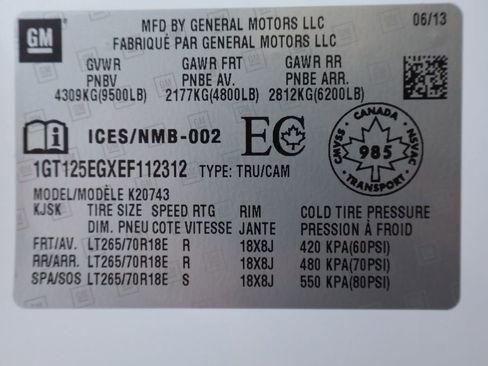 GM
MFD BY GENERAL MOTORS LLC
06/13
FABRIQUÉ PAR GENERAL MOTORS LLC
GVWR GAWR FRT GAWR RR
PNBV PNBE AV. PNBE ARR.
4309KG(9500LB) 2177KG(4800LB) 2812KG(6200LB)
i ICES/NMB-002 EC
CANADA
CMVSS NSVAC
985
TRANSPORT
1GT125EGXEF112312 TYPE: TRU/CAM
MODEL/MODÈLE K20743
KJSK TIRE SIZE SPEED RTG RIM COLD TIRE PRESSURE
DIM. PNEU COTE VITESSE JANTE PRESSION À FROID
FRT/AV. LT265/70R18E R 18X8J 420 KPA(60PSI)
RR/ARR. LT265/70R18E R 18X8J 480 KPA(70PSI)
SPA/SOS LT265/70R18E S 18X8J 550 KPA(80PSI)